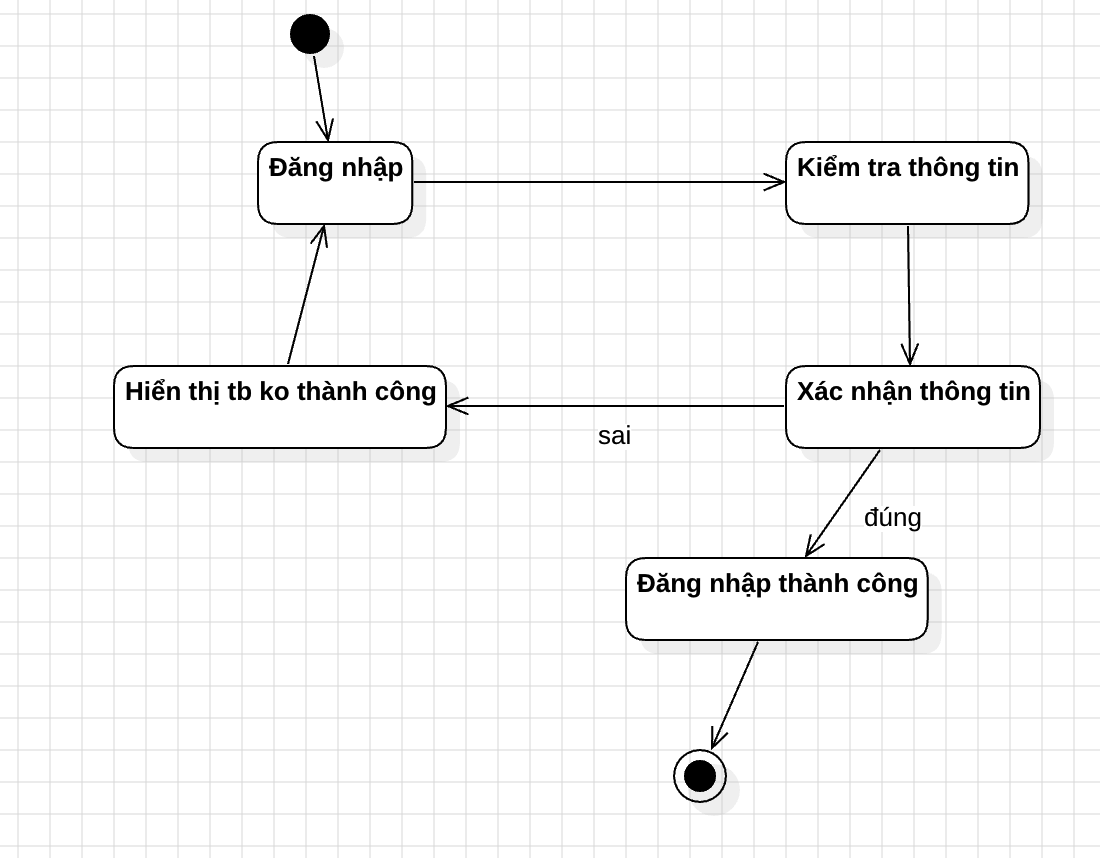 Đăng nhập
Kiểm tra thông tin
Hiển thị tb ko thành công
Xác nhận thông tin
sai
đúng
Đăng nhập thành công